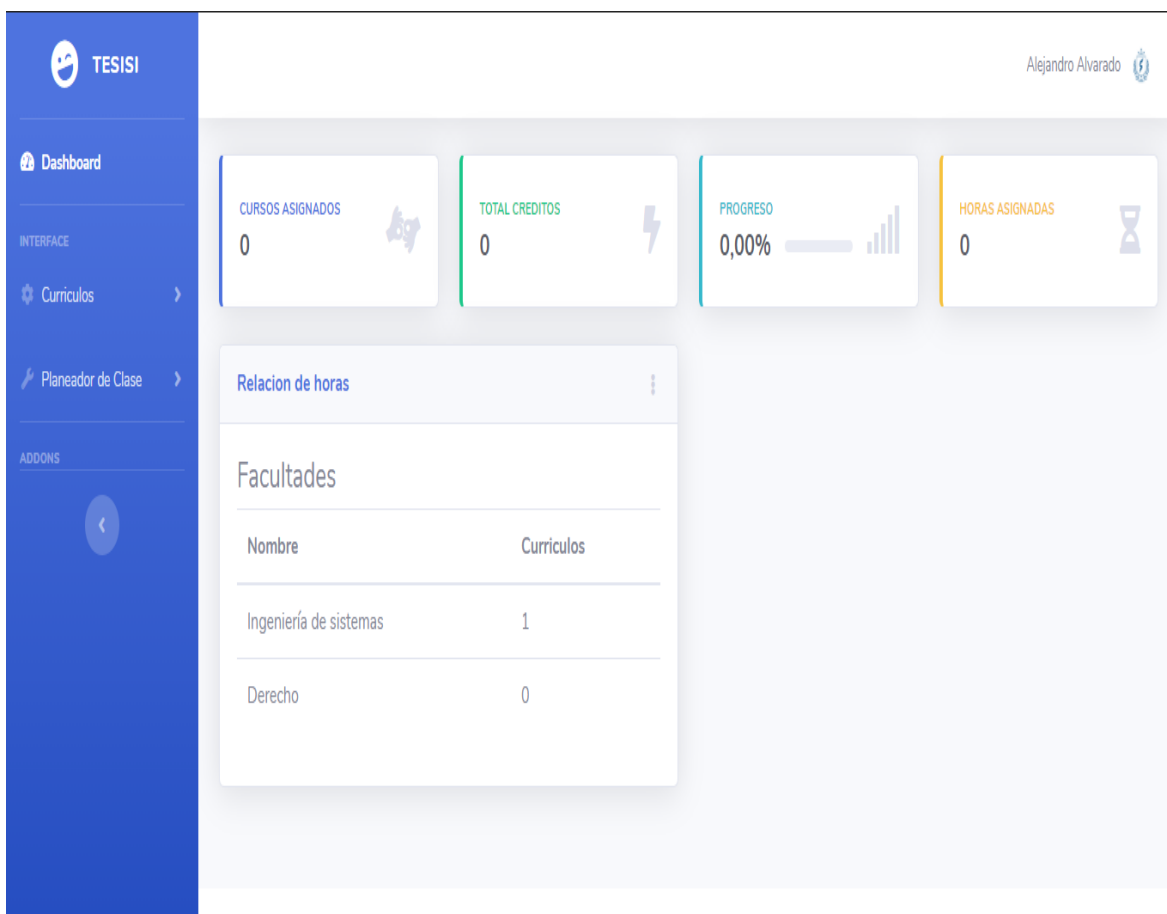 TESISI
Alejandro Alvarado
Dashboard
INTERFACE
Curriculos
Planeador de Clase
ADDONS
CURSOS ASIGNADOS
0
TOTAL CREDITOS
0
PROGRESO
0,00%
HORAS ASIGNADAS
0
Relacion de horas
Facultades
Nombre Curriculos
Ingeniería de sistemas 1
Derecho 0